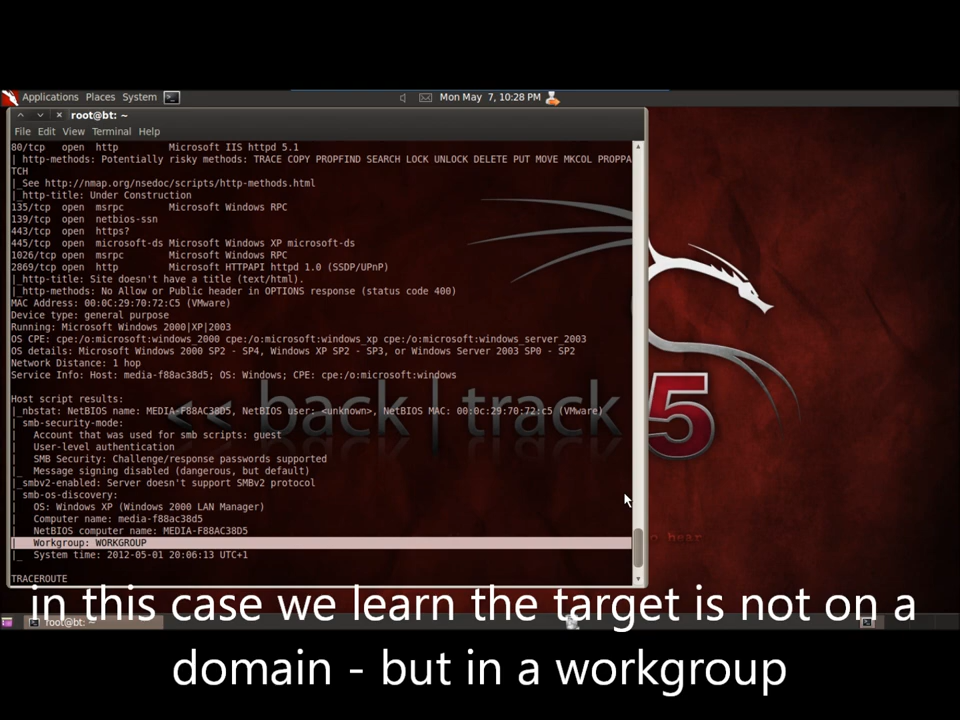 Applications Places System
Mon May 7, 10:28 PM
root@bt: ~
File Edit View Terminal Help
80/tcp open http Microsoft IIS httpd 5.1
| http-methods: Potentially risky methods: TRACE COPY PROPFIND SEARCH LOCK UNLOCK DELETE PUT MOVE MKCOL PROPPA
TCH
|_See http://nmap.org/nsedoc/scripts/http-methods.html
|_http-title: Under Construction
135/tcp open msrpc Microsoft Windows RPC
139/tcp open netbios-ssn
443/tcp open https?
445/tcp open microsoft-ds Microsoft Windows XP microsoft-ds
1026/tcp open msrpc Microsoft Windows RPC
2869/tcp open http Microsoft HTTPAPI httpd 1.0 (SSDP/UPnP)
|_http-title: Site doesn't have a title (text/html).
|_http-methods: No Allow or Public header in OPTIONS response (status code 400)
MAC Address: 00:0C:29:70:72:C5 (VMware)
Device type: general purpose
Running: Microsoft Windows 2000|XP|2003
OS CPE: cpe:/o:microsoft:windows_2000 cpe:/o:microsoft:windows_xp cpe:/o:microsoft:windows_server_2003
OS details: Microsoft Windows 2000 SP2 - SP4, Windows XP SP2 - SP3, or Windows Server 2003 SP0 - SP2
Network Distance: 1 hop
Service Info: Host: media-f88ac38d5; OS: Windows; CPE: cpe:/o:microsoft:windows
Host script results:
|_nbstat: NetBIOS name: MEDIA-F88AC38D5, NetBIOS user: <unknown>, NetBIOS MAC: 00:0c:29:70:72:c5 (VMware)
| smb-security-mode:
| Account that was used for smb scripts: guest
| User-level authentication
| SMB Security: Challenge/response passwords supported
|_ Message signing disabled (dangerous, but default)
|_smbv2-enabled: Server doesn't support SMBv2 protocol
| smb-os-discovery:
| OS: Windows XP (Windows 2000 LAN Manager)
| Computer name: media-f88ac38d5
| NetBIOS computer name: MEDIA-F88AC38D5
| Workgroup: WORKGROUP
|_ System time: 2012-05-01 20:06:13 UTC+1
TRACEROUTE
<< back | track 5
hear
root@bt: ~
in this case we learn the target is not on a
domain - but in a workgroup